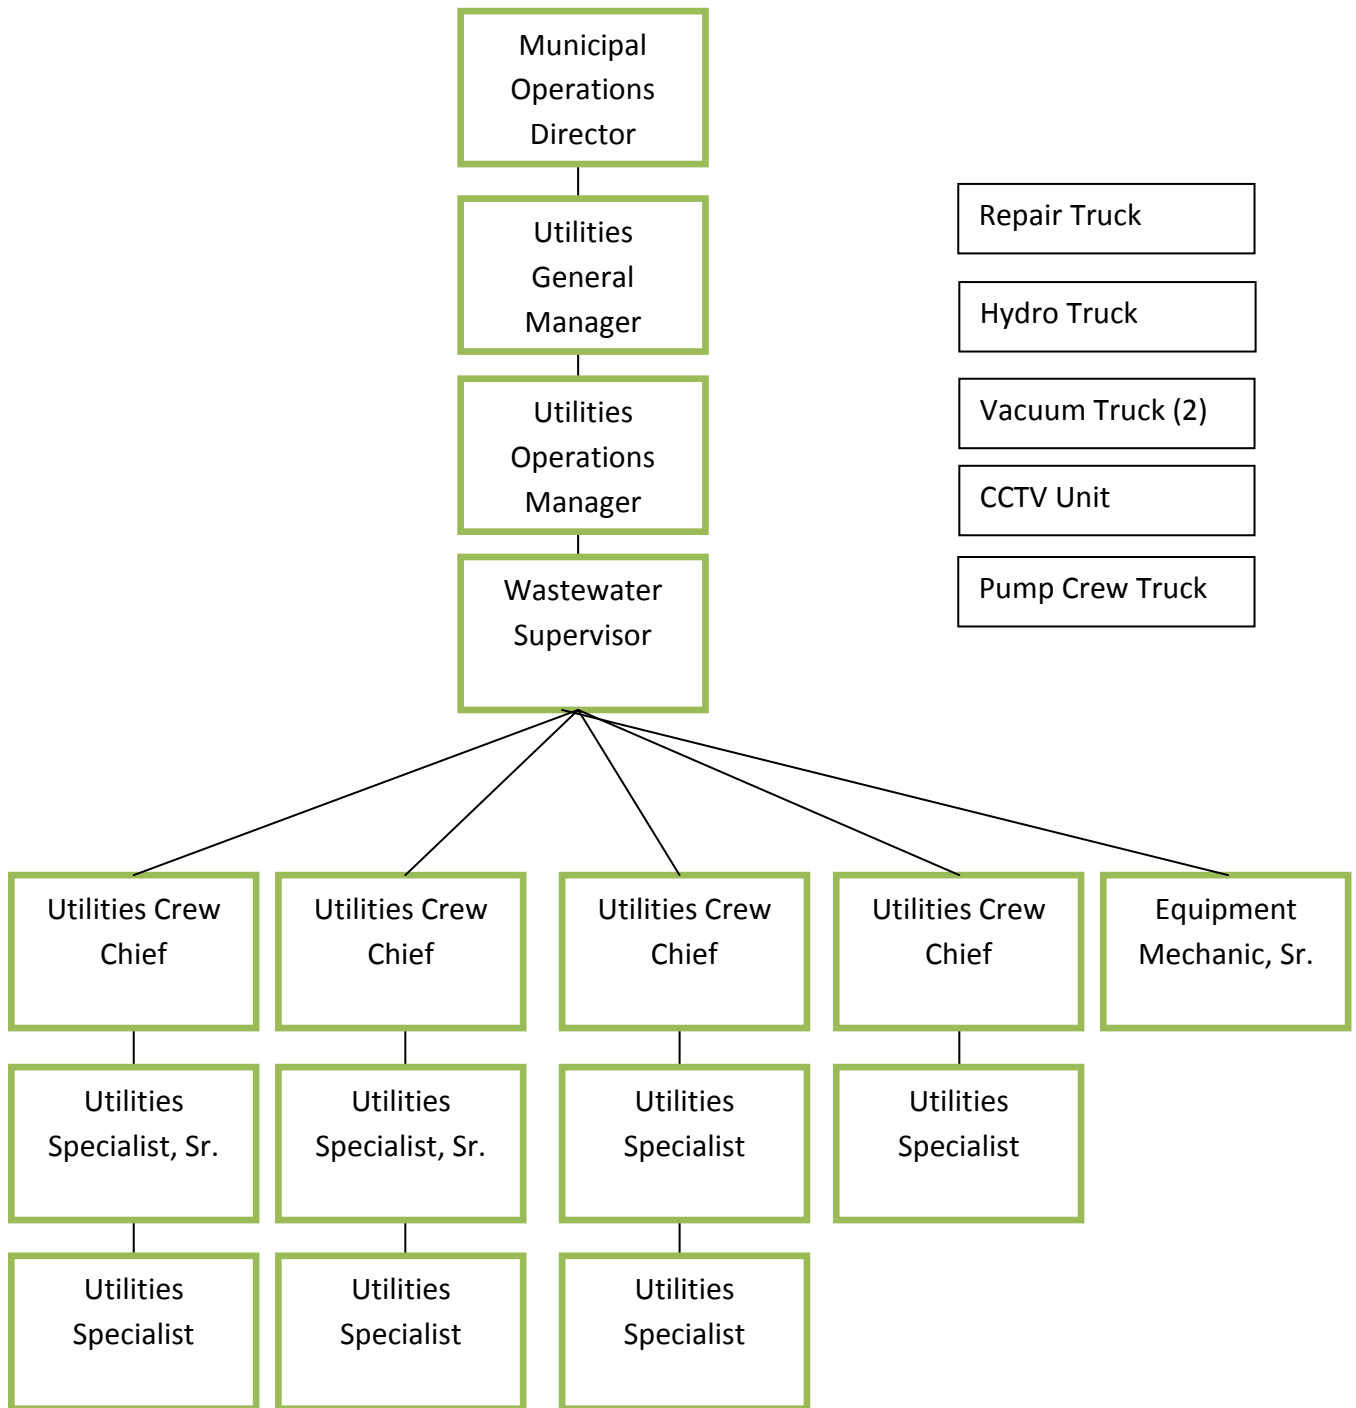 Municipal
Operations
Director
Utilities
General
Manager
Utilities
Operations
Manager
Wastewater
Supervisor
Repair Truck
Hydro Truck
Vacuum Truck (2)
CCTV Unit
Pump Crew Truck
Utilities Crew
Chief
Utilities Crew
Chief
Utilities Crew
Chief
Utilities Crew
Chief
Equipment
Mechanic, Sr.
Utilities
Specialist, Sr.
Utilities
Specialist, Sr.
Utilities
Specialist
Utilities
Specialist
Utilities
Specialist
Utilities
Specialist
Utilities
Specialist